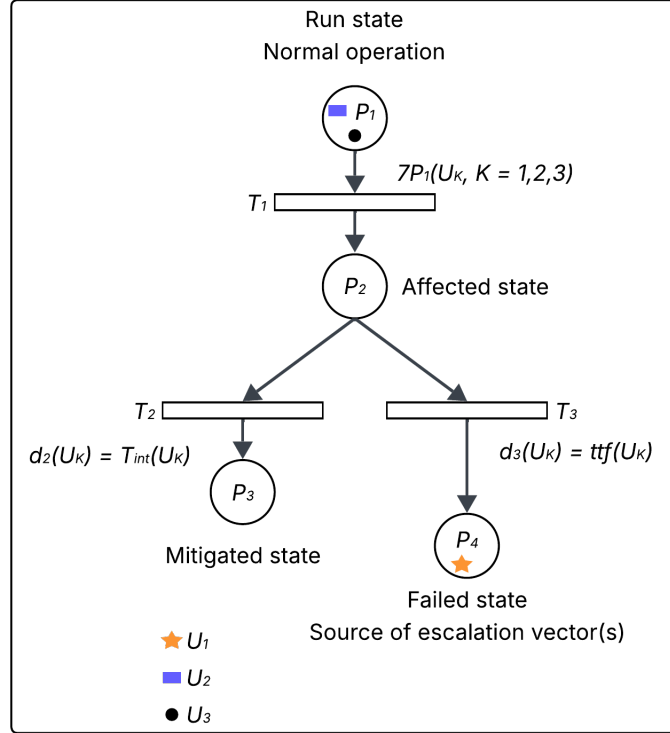 Run state
Normal operation
P1
7P1(UK, K = 1,2,3)
T1
P2 Affected state
T2
T3
d2(UK) = Tint(UK)
d3(UK) = ttf(UK)
P3
P4
Mitigated state
Failed state
Source of escalation vector(s)
U1
U2
U3